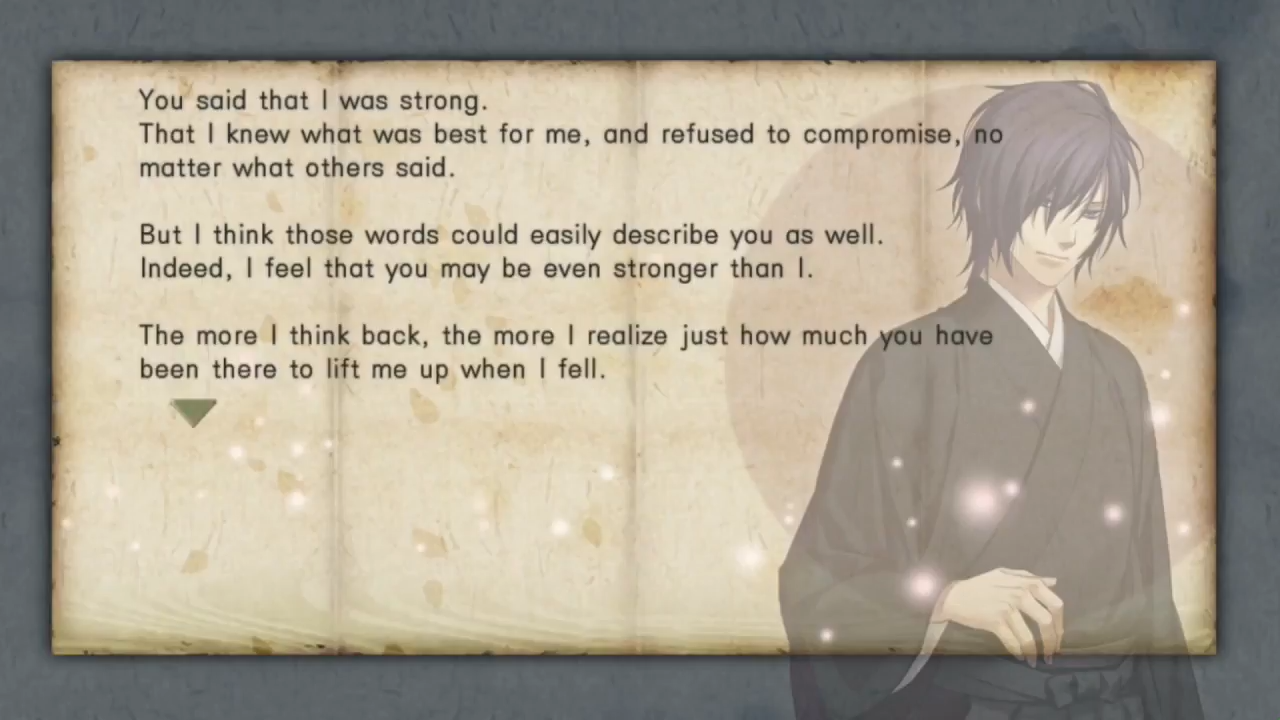 You said that I was strong.
That I knew what was best for me, and refused to compromise, no
matter what others said.
But I think those words could easily describe you as well.
Indeed, I feel that you may be even stronger than I.
The more I think back, the more I realize just how much you have
been there to lift me up when I fell.